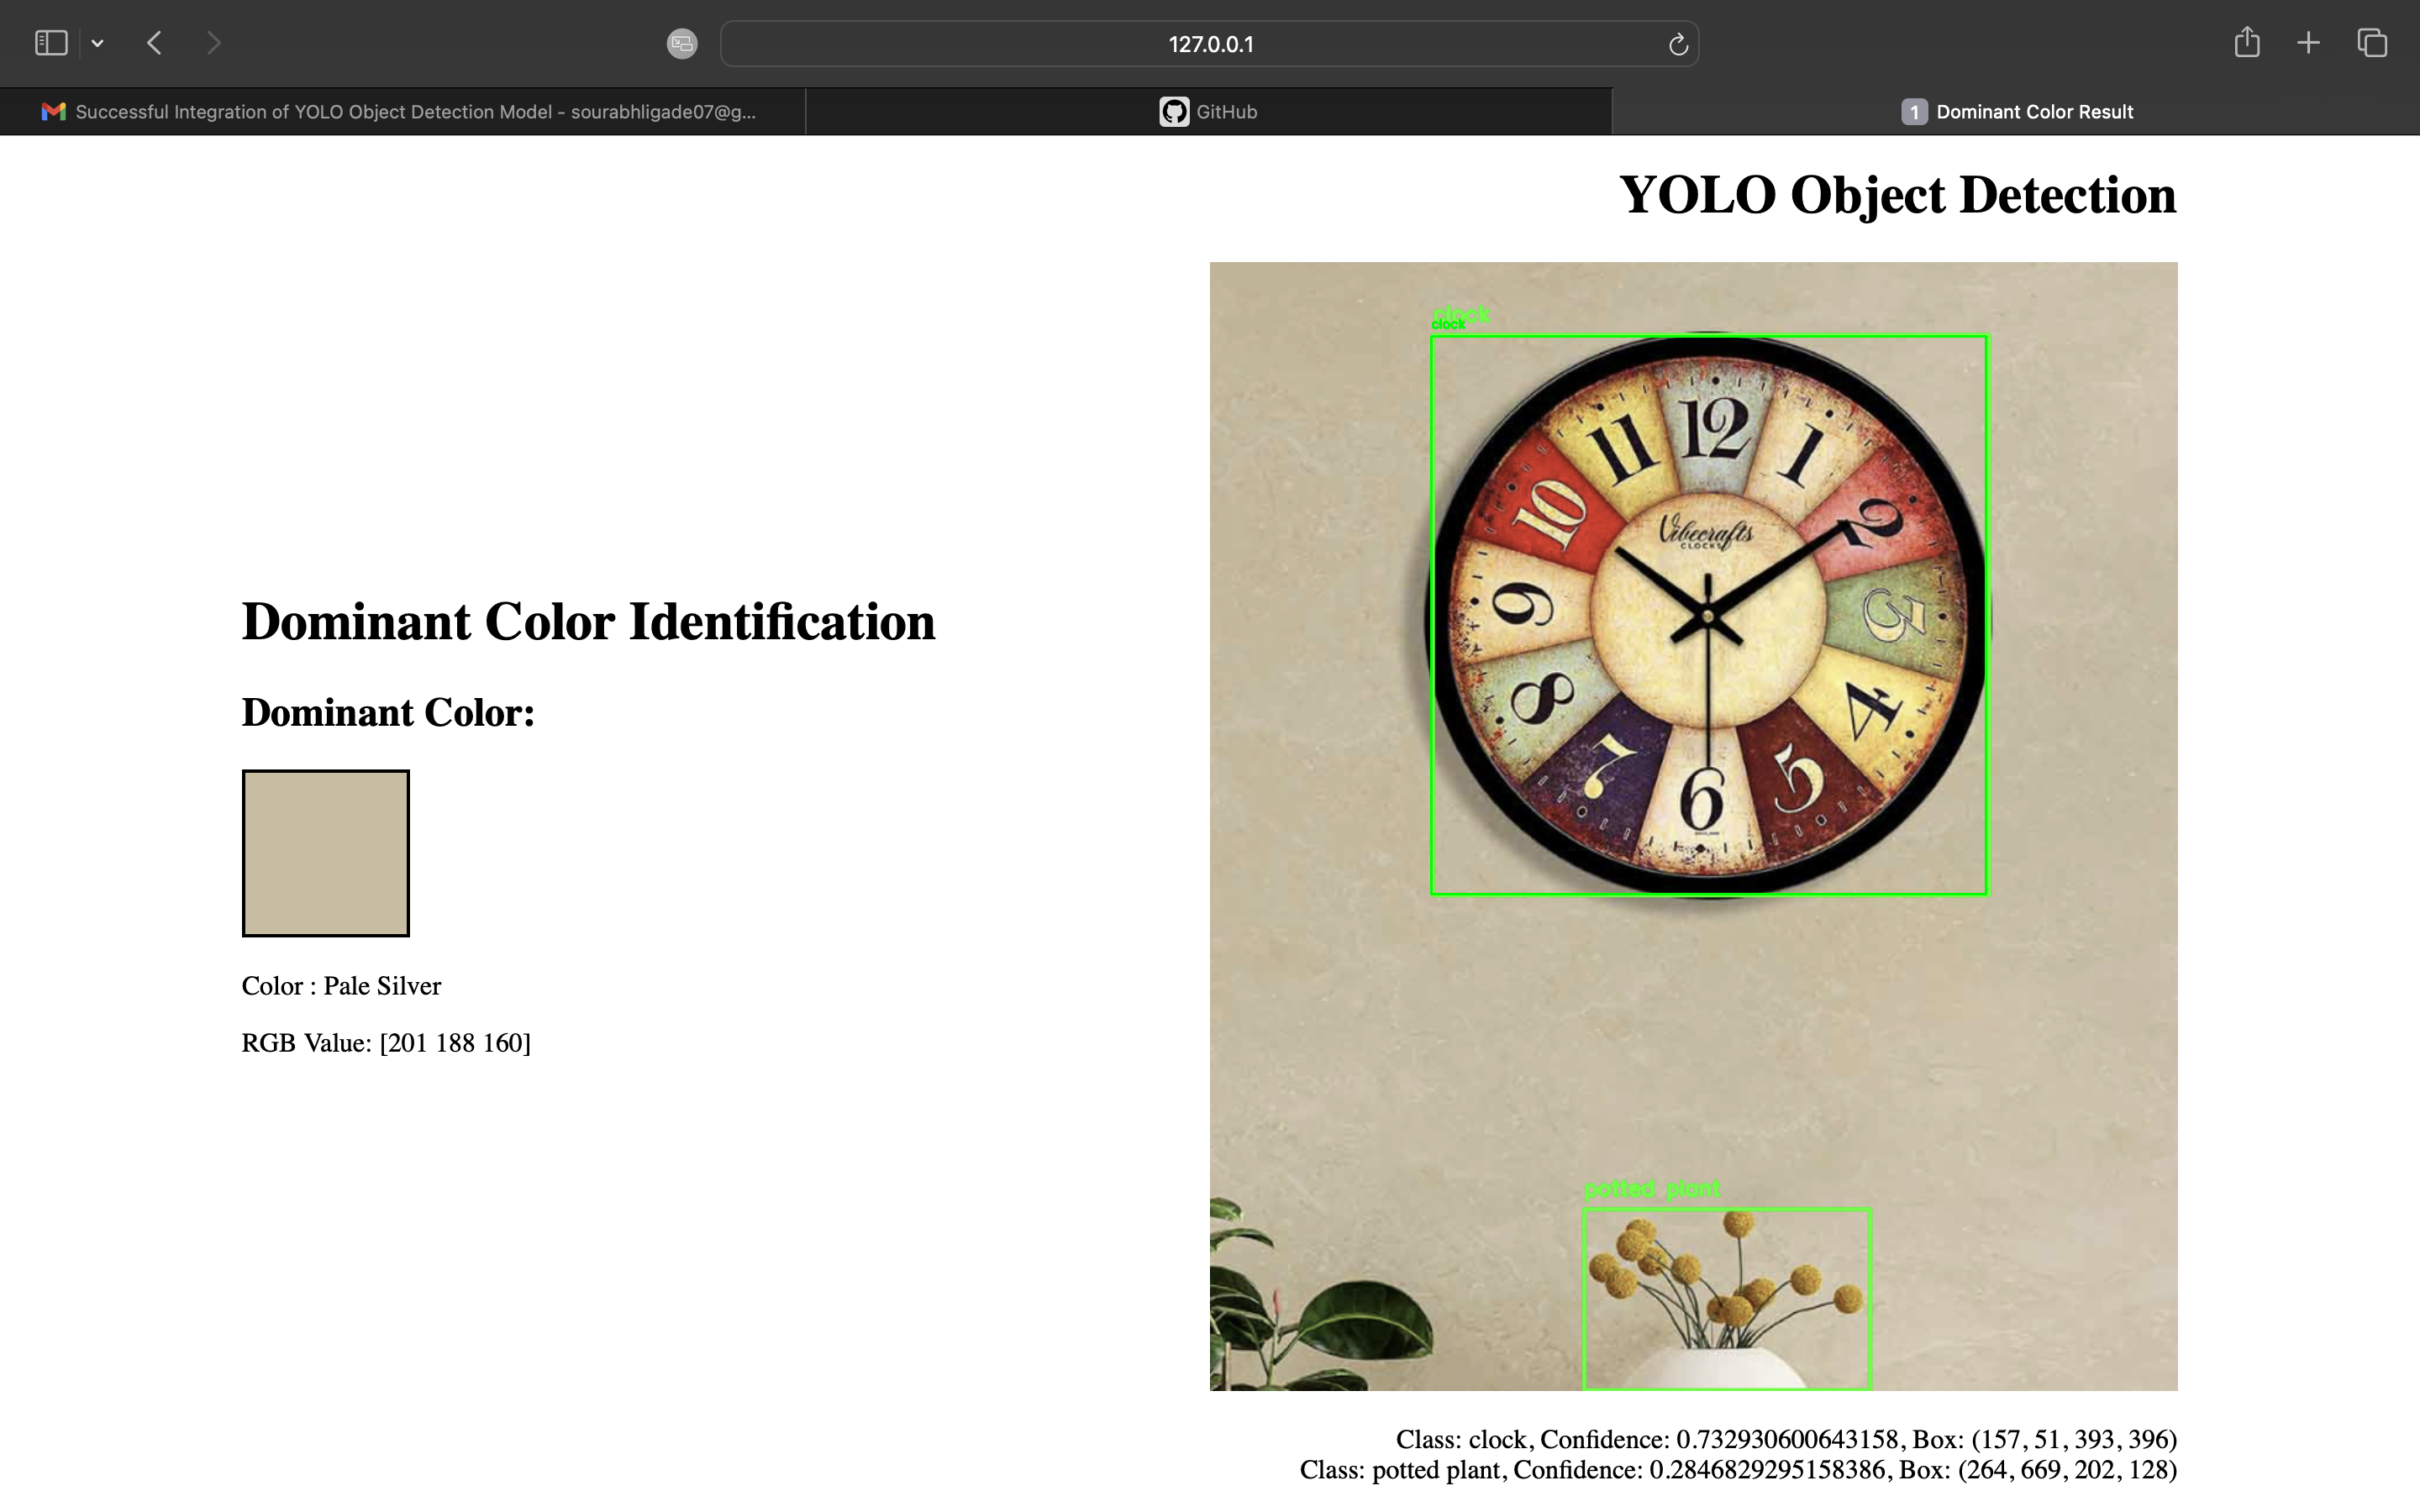 127.0.0.1
Successful Integration of YOLO Object Detection Model - sourabhligade07@g...
GitHub
1 Dominant Color Result
YOLO Object Detection
clock
clock
12
11
1
10
2
Vibecrafts
CLOCKS
9
3
8
4
7
5
6
Dominant Color Identification
Dominant Color:
Color : Pale Silver
RGB Value: [201 188 160]
potted plant
Class: clock, Confidence: 0.732930600643158, Box: (157, 51, 393, 396)
Class: potted plant, Confidence: 0.2846829295158386, Box: (264, 669, 202, 128)